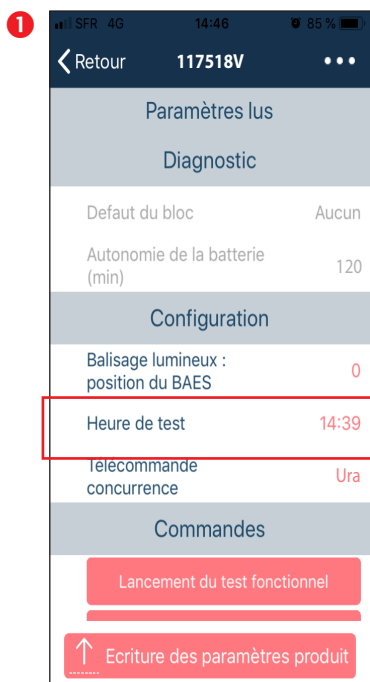 1
SFR 4G 14:46 85 %
Retour 117518V
Paramètres lus
Diagnostic
Defaut du bloc Aucun
Autonomie de la batterie
(min) 120
Configuration
Balisage lumineux :
position du BAES 0
Heure de test 14:39
Télécommande
concurrence Ura
Commandes
Lancement du test fonctionnel
Ecriture des paramètres produit